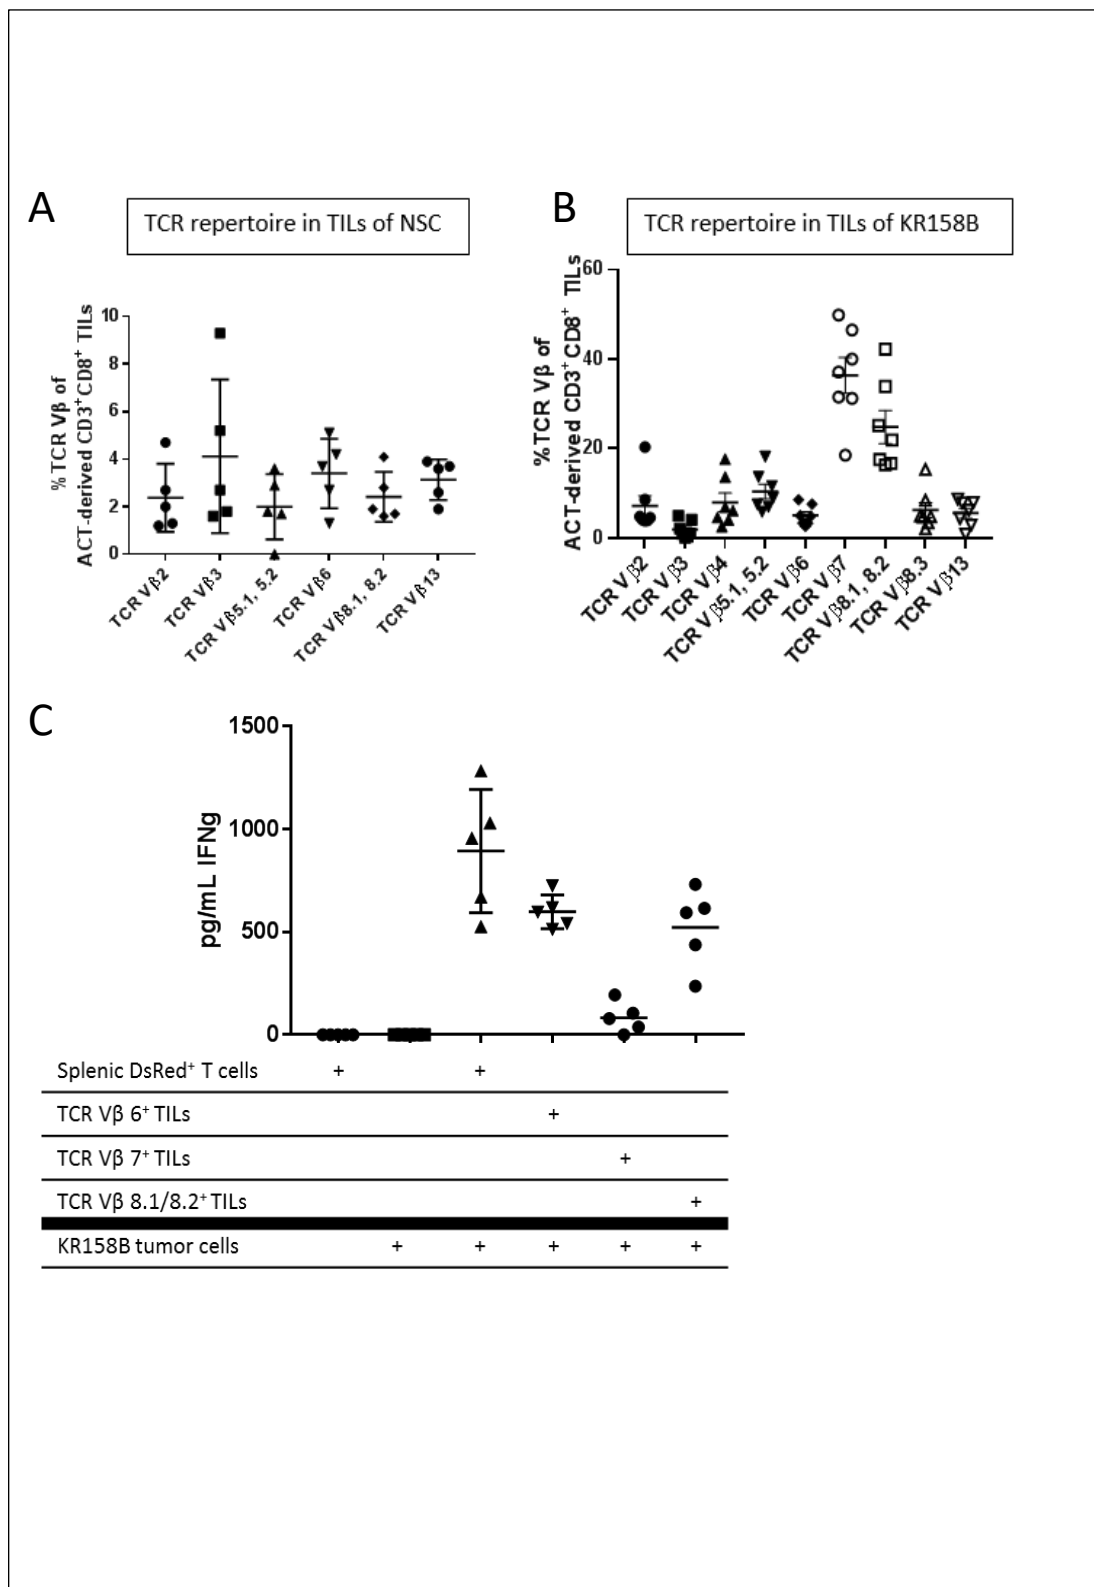 A
TCR repertoire in TILs of NSC
%TCR Vβ of
ACT-derived CD3⁺CD8⁺ TILs
10
8
6
4
2
0
TCR Vβ2
TCR Vβ3
TCR Vβ5.1, 5.2
TCR Vβ6
TCR Vβ8.1, 8.2
TCR Vβ13
B
TCR repertoire in TILs of KR158B
%TCR Vβ of
ACT-derived CD3⁺CD8⁺ TILs
60
40
20
0
TCR Vβ2
TCR Vβ3
TCR Vβ4
TCR Vβ5.1, 5.2
TCR Vβ6
TCR Vβ7
TCR Vβ8.1, 8.2
TCR Vβ8.3
TCR Vβ13
C
pg/mL IFNg
1500
1000
500
0
Splenic DsRed⁺ T cells + +
TCR Vβ 6⁺ TILs +
TCR Vβ 7⁺ TILs +
TCR Vβ 8.1/8.2⁺ TILs +
KR158B tumor cells + + + + +